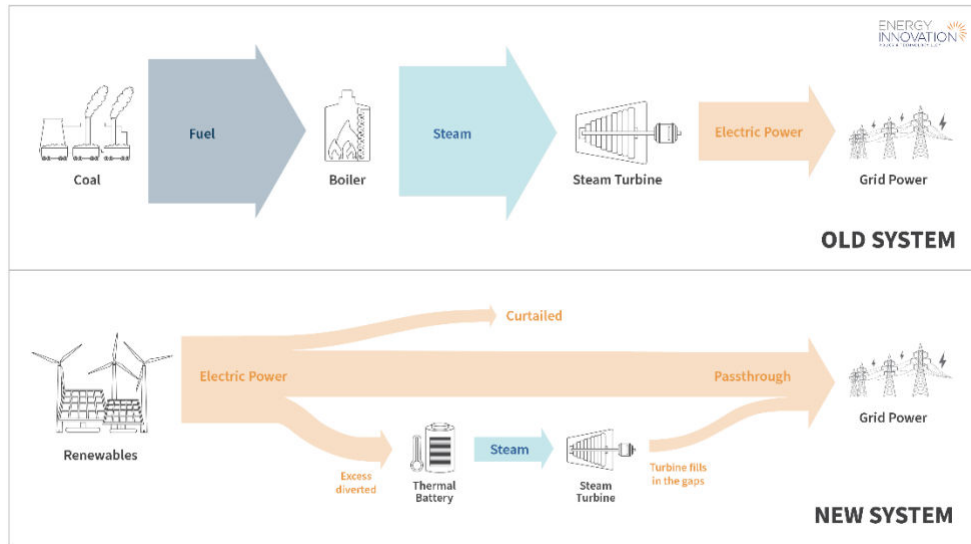 ENERGY
INNOVATION
Fuel
Steam
Electric Power
Coal
Boiler
Steam Turbine
Grid Power
OLD SYSTEM
Curtailed
Electric Power
Passthrough
Grid Power
Renewables
Excess
diverted
Thermal
Battery
Steam
Steam
Turbine
Turbine fills
in the gaps
NEW SYSTEM